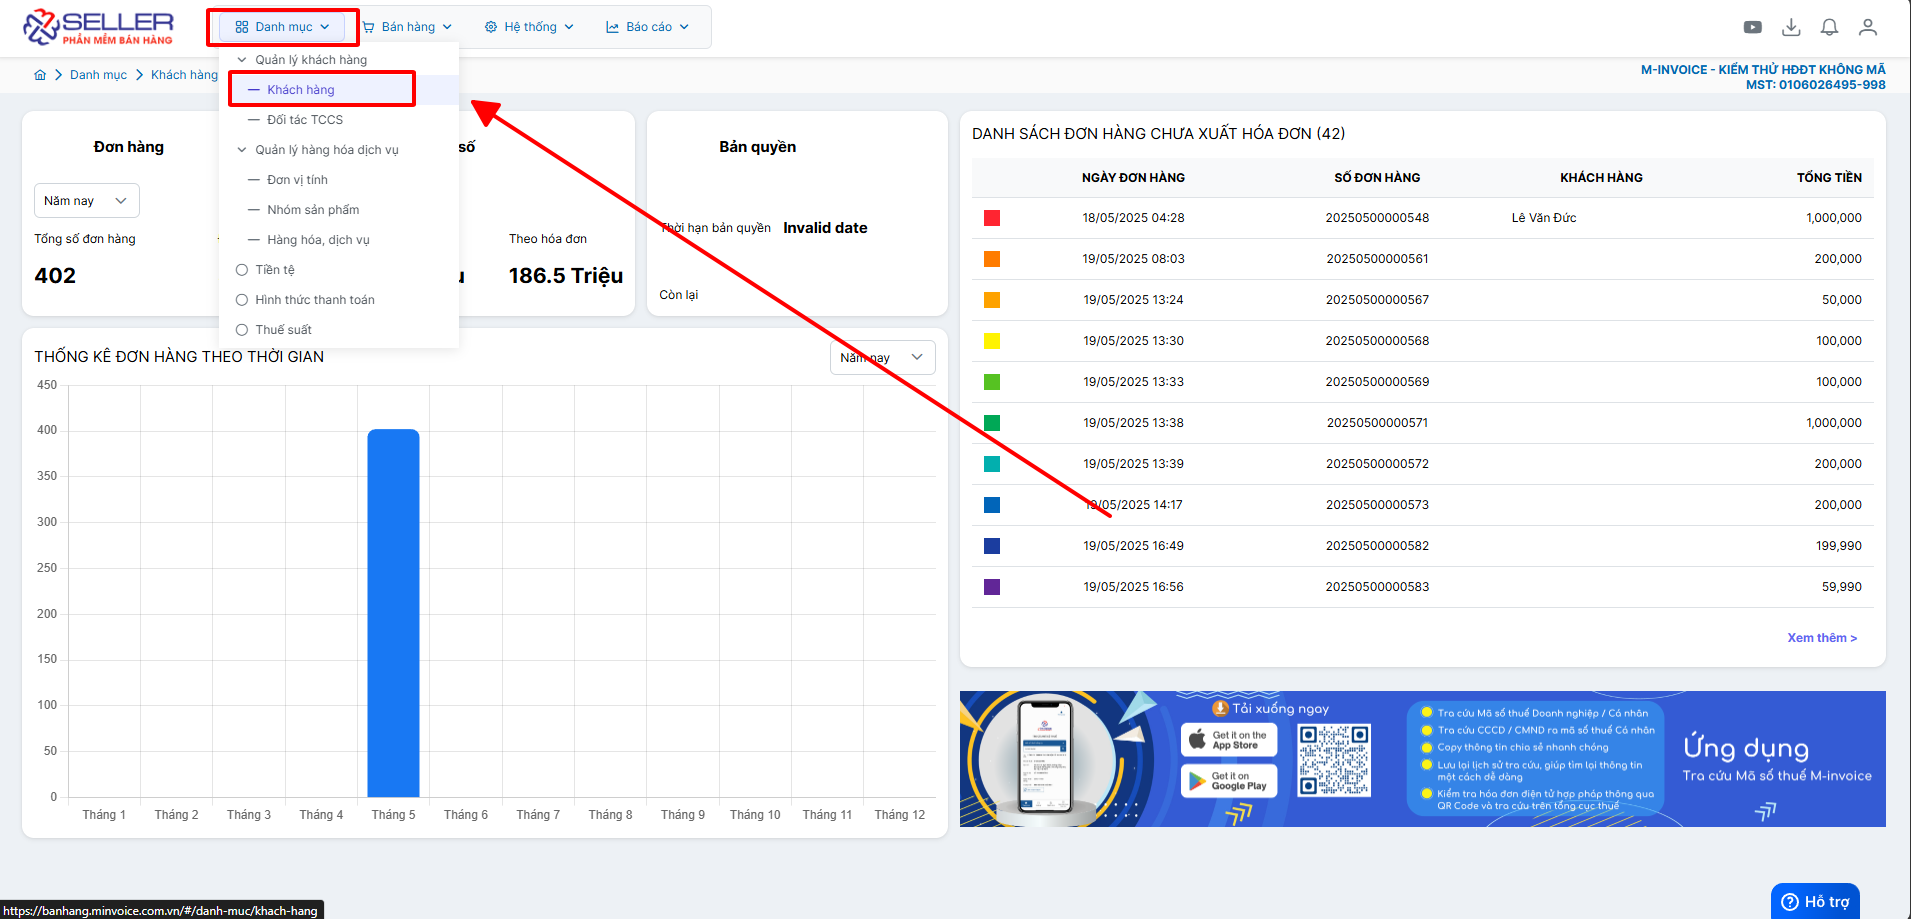 SELLER
PHẦN MỀM BÁN HÀNG
Danh mục
Bán hàng
Hệ thống
Báo cáo
Danh mục
Khách hàng
M-INVOICE - KIỂM THỬ HĐĐT KHÔNG MÃ
MST: 0106026495-998
Quản lý khách hàng
Khách hàng
Đối tác TCCS
Quản lý hàng hóa dịch vụ
Đơn vị tính
Nhóm sản phẩm
Hàng hóa, dịch vụ
Tiền tệ
Hình thức thanh toán
Thuế suất
Đơn hàng
Năm nay
Tổng số đơn hàng
402
số
Theo hóa đơn
186.5 Triệu
Bản quyền
Thời hạn bản quyền Invalid date
Còn lại
THỐNG KÊ ĐƠN HÀNG THEO THỜI GIAN
Năm nay
450
400
350
300
250
200
150
100
50
0
Tháng 1 Tháng 2 Tháng 3 Tháng 4 Tháng 5 Tháng 6 Tháng 7 Tháng 8 Tháng 9 Tháng 10 Tháng 11 Tháng 12
DANH SÁCH ĐƠN HÀNG CHƯA XUẤT HÓA ĐƠN (42)
NGÀY ĐƠN HÀNG SỐ ĐƠN HÀNG KHÁCH HÀNG TỔNG TIỀN
18/05/2025 04:28 20250500000548 Lê Văn Đức 1,000,000
19/05/2025 08:03 20250500000561 200,000
19/05/2025 13:24 20250500000567 50,000
19/05/2025 13:30 20250500000568 100,000
19/05/2025 13:33 20250500000569 100,000
19/05/2025 13:38 20250500000571 1,000,000
19/05/2025 13:39 20250500000572 200,000
19/05/2025 14:17 20250500000573 200,000
19/05/2025 16:49 20250500000582 199,990
19/05/2025 16:56 20250500000583 59,990
Xem thêm >
Tải xuống ngay
Get it on the
App Store
Get it on
Google Play
Tra cứu Mã số thuế Doanh nghiệp / Cá nhân
Tra cứu CCCD / CMND ra mã số thuế Cá nhân
Copy thông tin chia sẻ nhanh chóng
Lưu lại lịch sử tra cứu, giúp tìm lại thông tin
một cách dễ dàng
Kiểm tra hóa đơn điện tử hợp pháp thông qua
QR Code và tra cứu trên tổng cục thuế
Ứng dụng
Tra cứu Mã số thuế M-invoice
Hỗ trợ
https://banhang.minvoice.com.vn/#/danh-muc/khach-hang